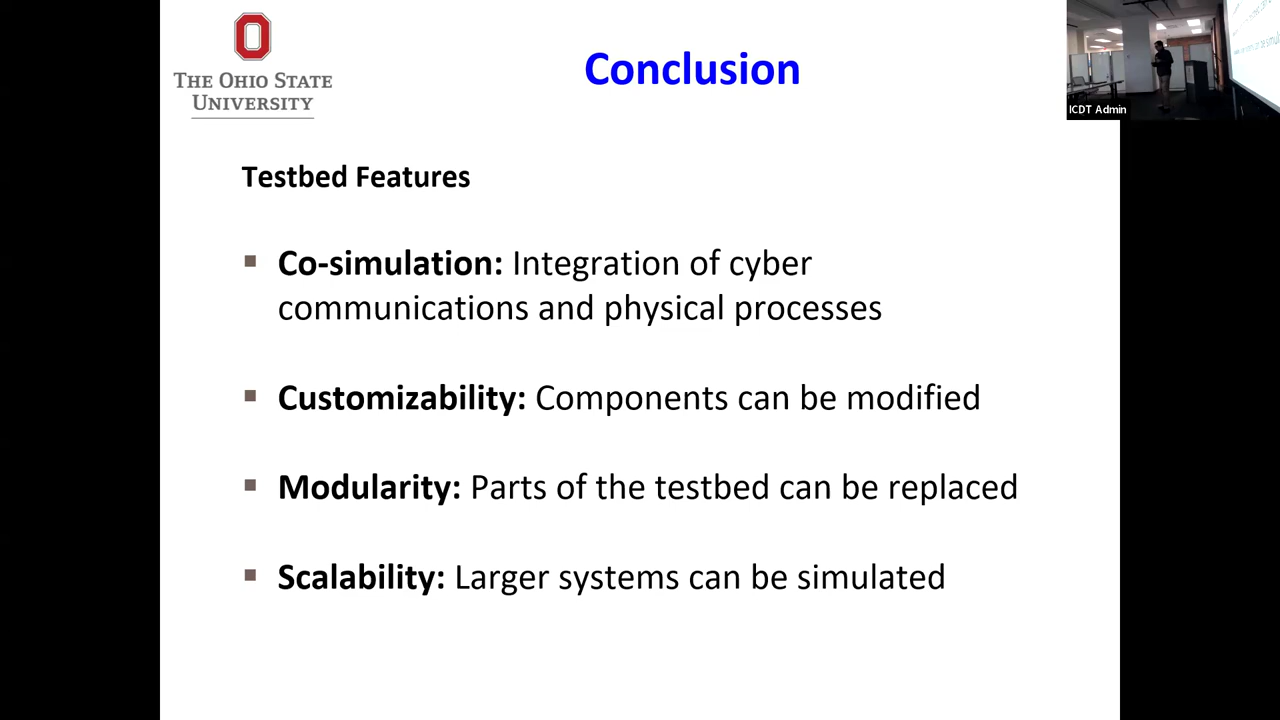 THE OHIO STATE
UNIVERSITY
Conclusion
ICDT Admin
Testbed Features
Co-simulation: Integration of cyber
communications and physical processes
Customizability: Components can be modified
Modularity: Parts of the testbed can be replaced
Scalability: Larger systems can be simulated